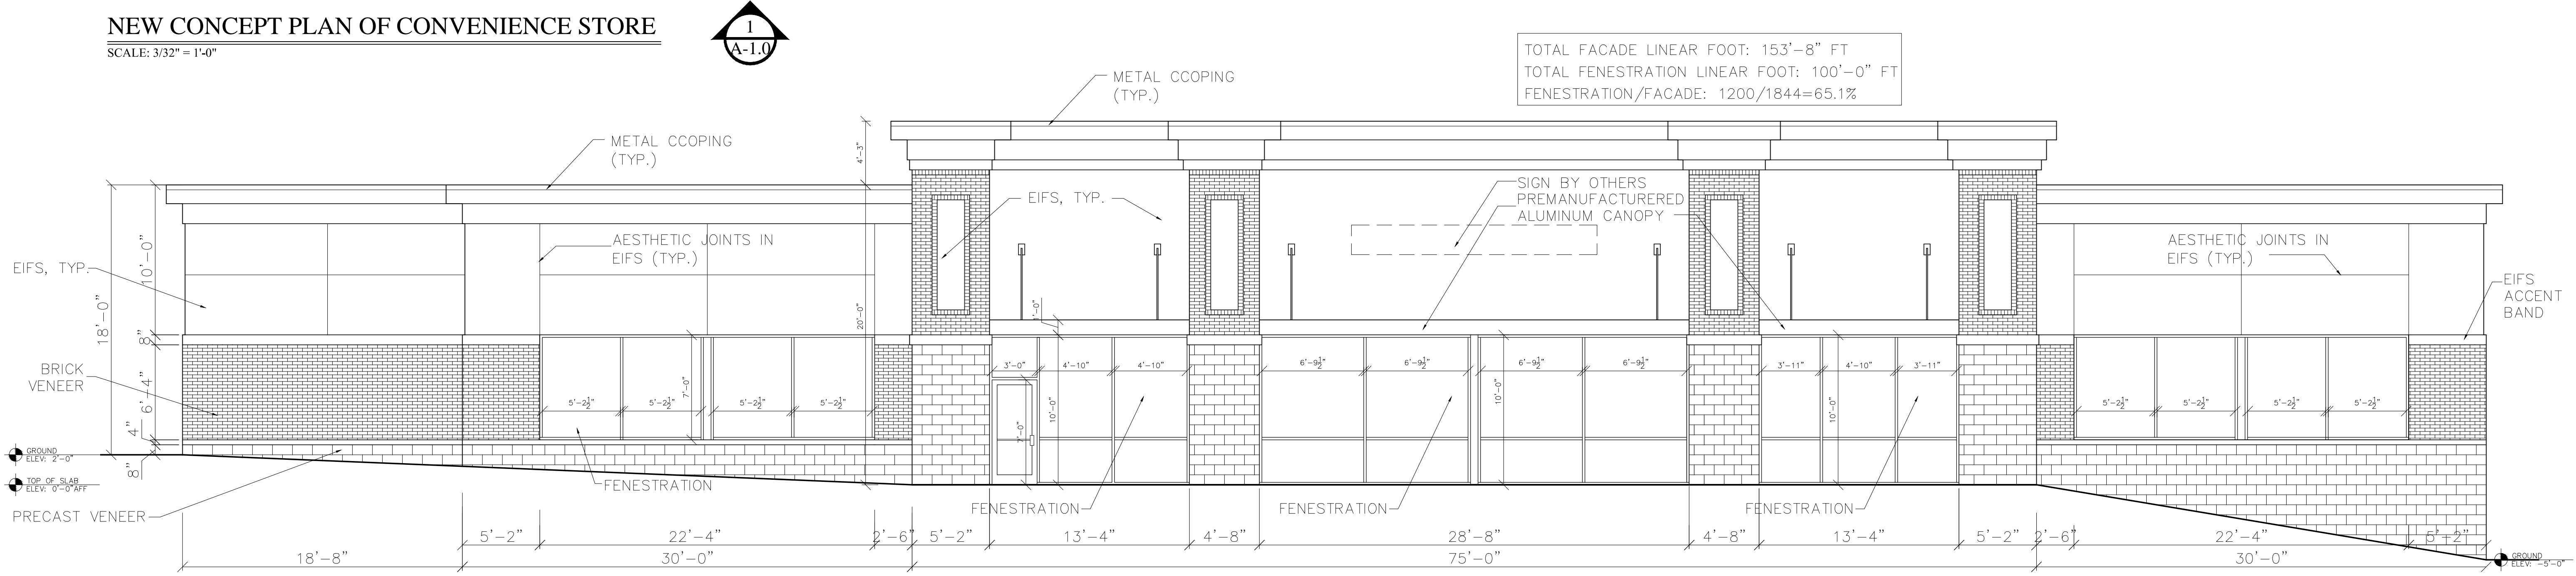 NEW CONCEPT PLAN OF CONVENIENCE STORE
SCALE: 3/32" = 1'-0"
1
A-1.0
TOTAL FACADE LINEAR FOOT: 153'-8" FT
TOTAL FENESTRATION LINEAR FOOT: 100'-0" FT
FENESTRATION/FACADE: 1200/1844=65.1%
METAL CCOPING
(TYP.)
METAL CCOPING
(TYP.)
4'-3"
SIGN BY OTHERS
PREMANUFACTURERED
ALUMINUM CANOPY
EIFS, TYP.
AESTHETIC JOINTS IN
EIFS (TYP.)
AESTHETIC JOINTS IN
EIFS (TYP.)
EIFS, TYP.
EIFS
ACCENT
BAND
18'-0"
10'-0"
8"
6'-4"
4"
8"
20'-0"
1'-0"
BRICK
VENEER
3'-0"
4'-10"
4'-10"
6'-9½"
6'-9½"
6'-9½"
6'-9½"
3'-11"
4'-10"
3'-11"
7'-0"
10'-0"
7'-0"
10'-0"
10'-0"
5'-2½"
5'-2½"
5'-2½"
5'-2½"
5'-2½"
5'-2½"
5'-2½"
5'-2½"
GROUND
ELEV: 2'-0"
TOP OF SLAB
ELEV: 0'-0"AFF
PRECAST VENEER
FENESTRATION
FENESTRATION
FENESTRATION
FENESTRATION
5'-2"
22'-4"
2'-6"
5'-2"
13'-4"
4'-8"
28'-8"
4'-8"
13'-4"
5'-2"
2'-6"
22'-4"
5'-2"
18'-8"
30'-0"
75'-0"
30'-0"
GROUND
ELEV: -5'-0"